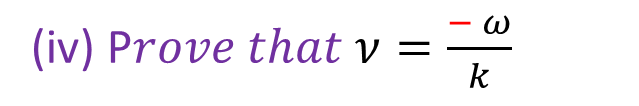 (iv) Prove that ν = − ω / k